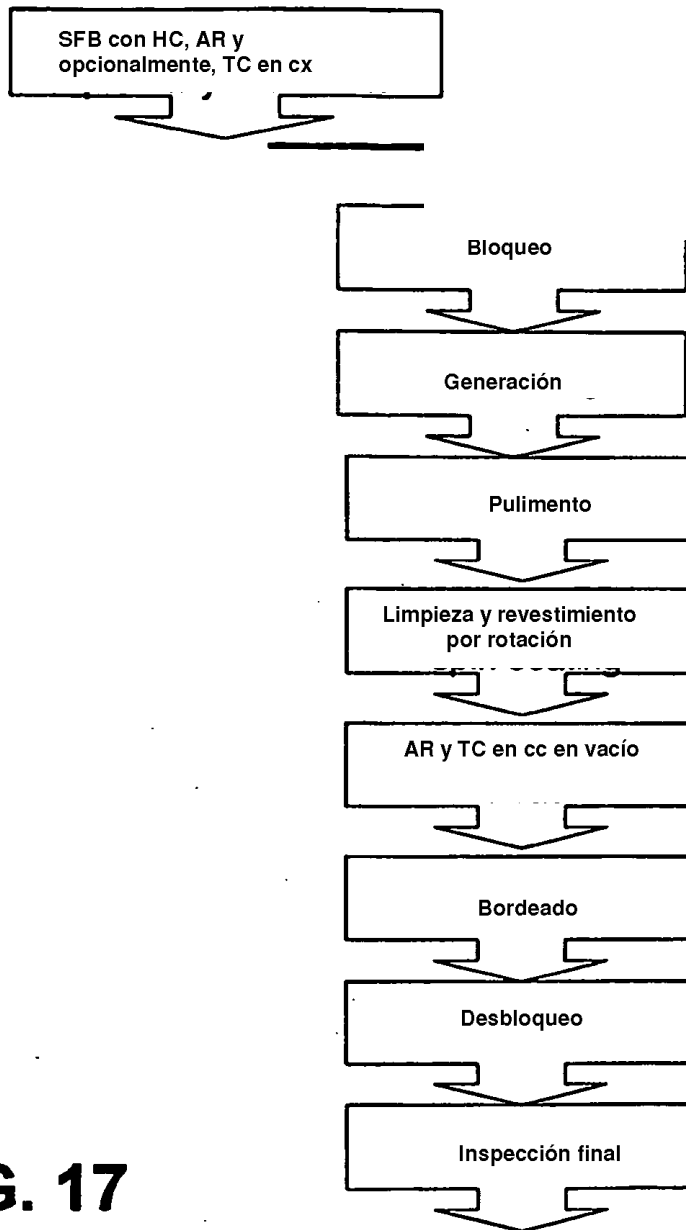 SFB con HC, AR y
opcionalmente, TC en cx
Bloqueo
Generación
Pulimento
Limpieza y revestimiento
por rotación
AR y TC en cc en vacío
Bordeado
Desbloqueo
Inspección final
G. 17